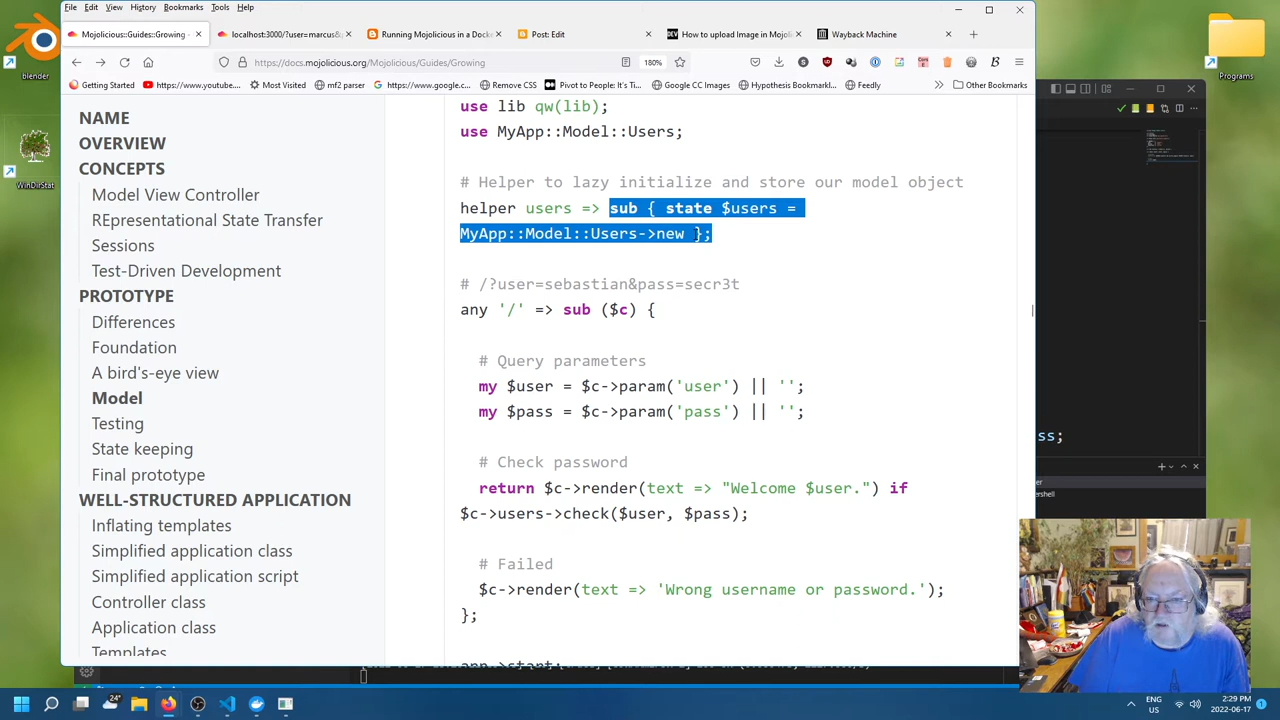 File Edit View History Bookmarks Tools Help
Mojolicious::Guides::Growing -
localhost:3000/?user=marcus&
Running Mojolicious in a Docke
Post: Edit
How to upload Image in Mojoli
Wayback Machine
https://docs.mojolicious.org/Mojolicious/Guides/Growing
180%
Getting Started
https://www.youtube....
Most Visited
mf2 parser
https://www.google.c...
Remove CSS
Pivot to People: It's Ti...
Google CC Images
Hypothesis Bookmarkl...
Feedly
Other Bookmarks
blender
WinDirStat
Programs
NAME
OVERVIEW
CONCEPTS
Model View Controller
REpresentational State Transfer
Sessions
Test-Driven Development
PROTOTYPE
Differences
Foundation
A bird's-eye view
Model
Testing
State keeping
Final prototype
WELL-STRUCTURED APPLICATION
Inflating templates
Simplified application class
Simplified application script
Controller class
Application class
Templates
use lib qw(lib);
use MyApp::Model::Users;
# Helper to lazy initialize and store our model object
helper users => sub { state $users =
MyApp::Model::Users->new };
# /?user=sebastian&pass=secr3t
any '/' => sub ($c) {
# Query parameters
my $user = $c->param('user') || '';
my $pass = $c->param('pass') || '';
# Check password
return $c->render(text => "Welcome $user.") if
$c->users->check($user, $pass);
# Failed
$c->render(text => 'Wrong username or password.');
};
app->start;
ss;
24°
ENG
US
2:29 PM
2022-06-17